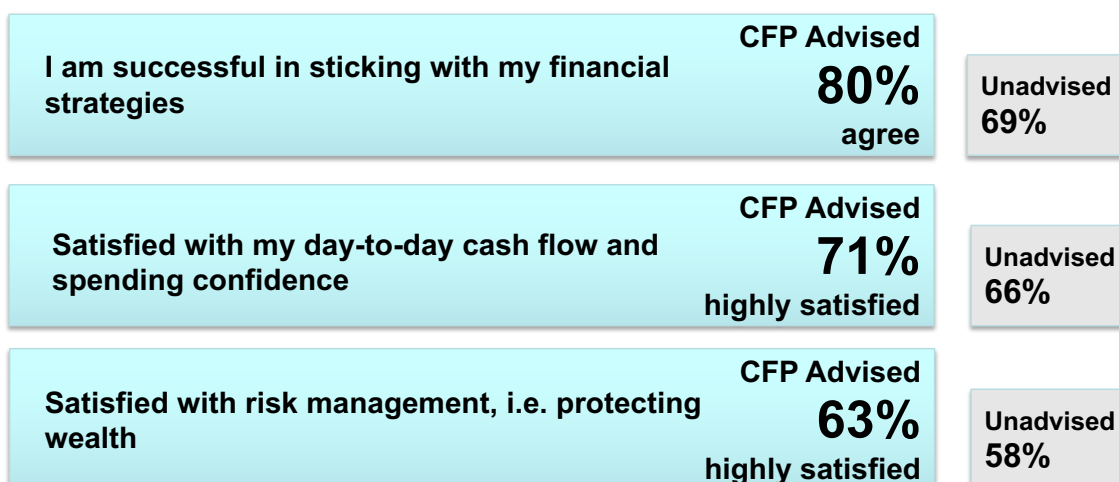 I am successful in sticking with my financial
strategies
CFP Advised
80%
agree
Unadvised
69%
Satisfied with my day-to-day cash flow and
spending confidence
CFP Advised
71%
highly satisfied
Unadvised
66%
Satisfied with risk management, i.e. protecting
wealth
CFP Advised
63%
highly satisfied
Unadvised
58%